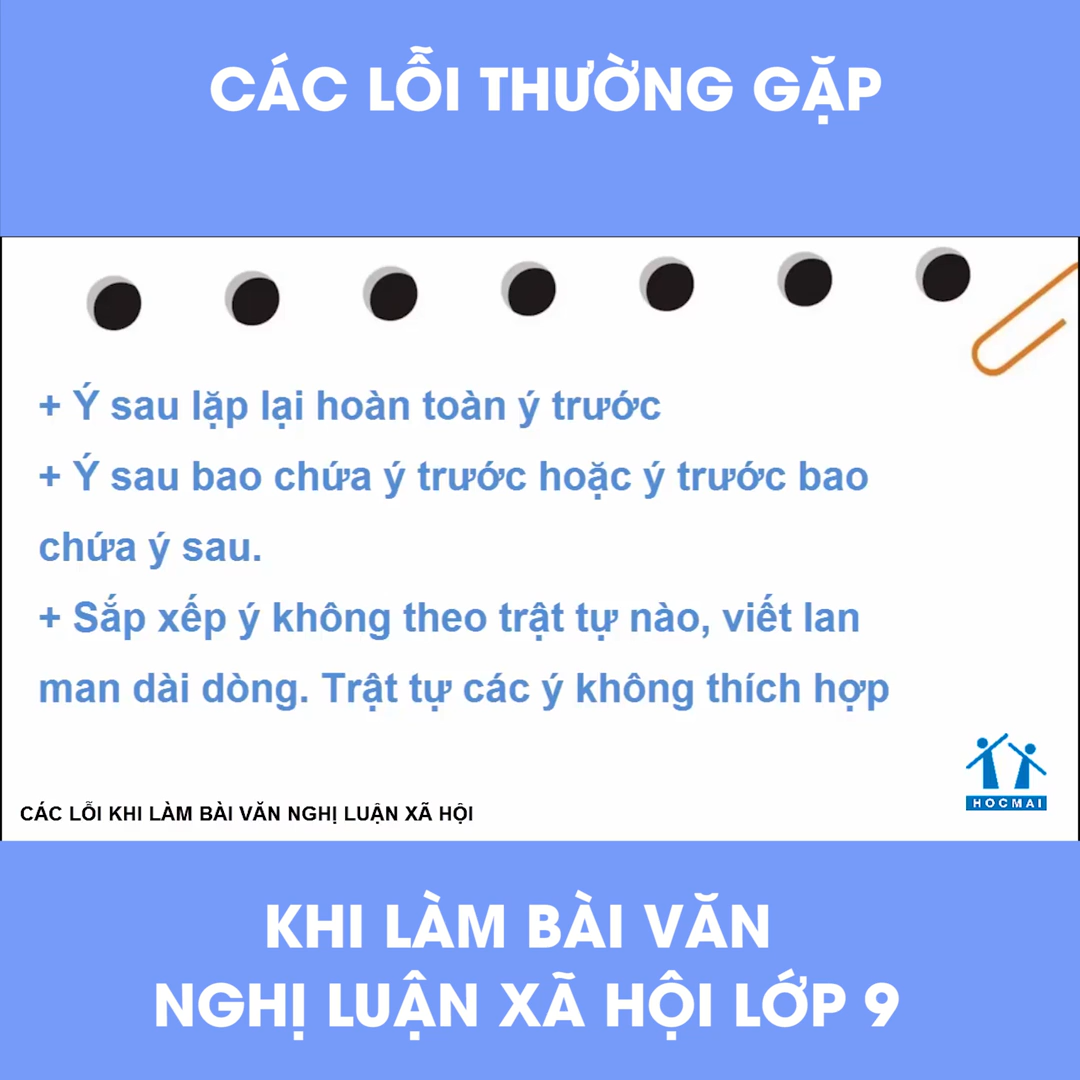 CÁC LỖI THƯỜNG GẶP
+ Ý sau lặp lại hoàn toàn ý trước
+ Ý sau bao chứa ý trước hoặc ý trước bao
chứa ý sau.
+ Sắp xếp ý không theo trật tự nào, viết lan
man dài dòng. Trật tự các ý không thích hợp
HOCMAI
CÁC LỖI KHI LÀM BÀI VĂN NGHỊ LUẬN XÃ HỘI
KHI LÀM BÀI VĂN
NGHỊ LUẬN XÃ HỘI LỚP 9